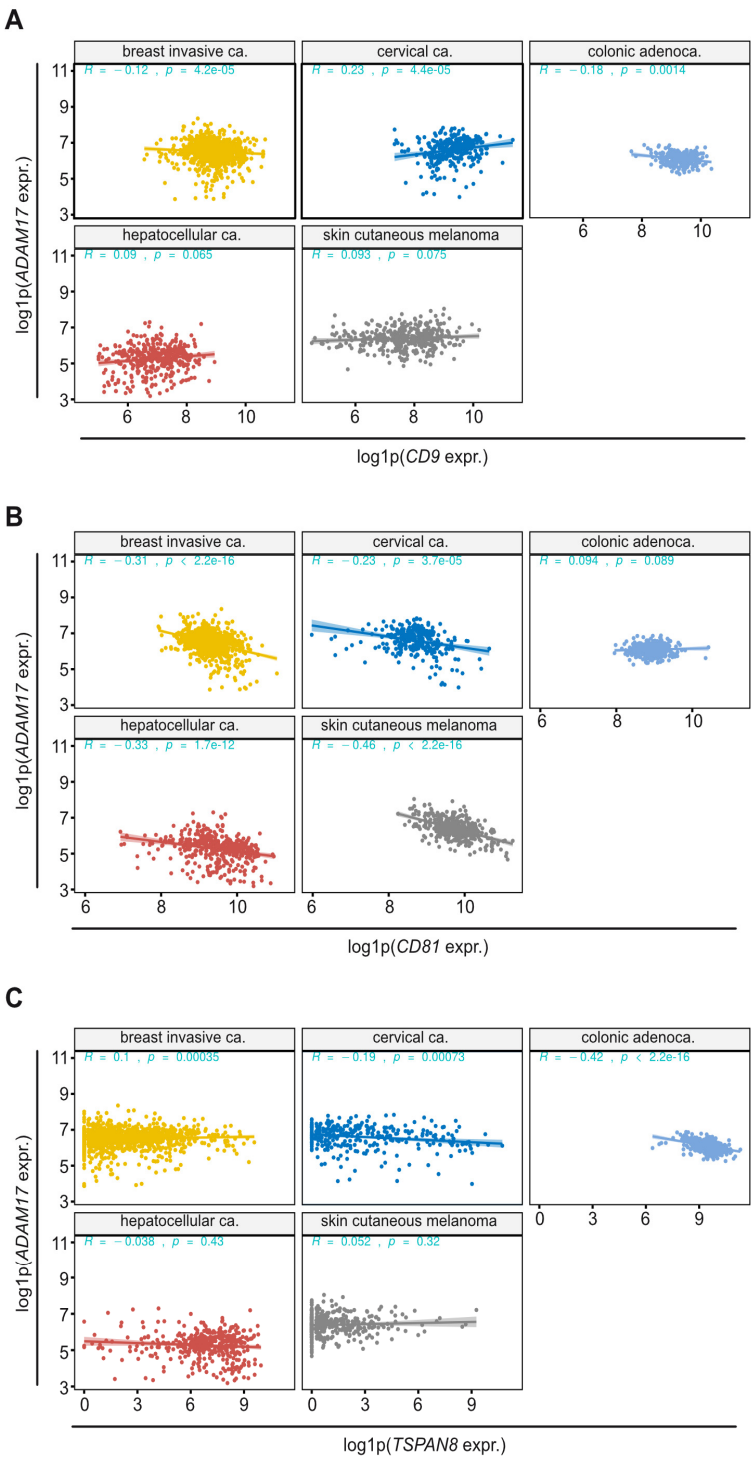 A
breast invasive ca. cervical ca. colonic adenoca.
R = −0.12 , p = 4.2e-05 R = 0.23 , p = 4.4e-05 R = −0.18 , p = 0.0014
11
9
7
5
3
6 8 10
hepatocellular ca. skin cutaneous melanoma
R = 0.09 , p = 0.065 R = 0.093 , p = 0.075
11
9
7
5
3
6 8 10 6 8 10
log1p(ADAM17 expr.)
log1p(CD9 expr.)
B
breast invasive ca. cervical ca. colonic adenoca.
R = −0.31 , p < 2.2e-16 R = −0.23 , p = 3.7e-05 R = 0.094 , p = 0.089
11
9
7
5
3
6 8 10
hepatocellular ca. skin cutaneous melanoma
R = −0.33 , p = 1.7e-12 R = −0.46 , p < 2.2e-16
11
9
7
5
3
6 8 10 6 8 10
log1p(ADAM17 expr.)
log1p(CD81 expr.)
C
breast invasive ca. cervical ca. colonic adenoca.
R = 0.1 , p = 0.00035 R = −0.19 , p = 0.00073 R = −0.42 , p < 2.2e-16
11
9
7
5
3
0 3 6 9
hepatocellular ca. skin cutaneous melanoma
R = −0.038 , p = 0.43 R = 0.052 , p = 0.32
11
9
7
5
3
0 3 6 9 0 3 6 9
log1p(ADAM17 expr.)
log1p(TSPAN8 expr.)